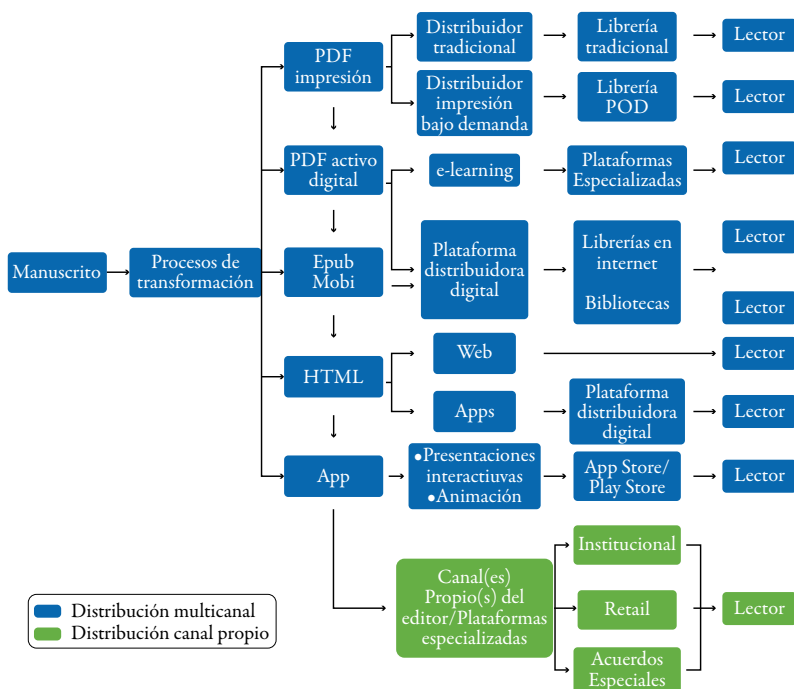 PDF
impresión
Distribuidor
tradicional
Librería
tradicional
Lector
Distribuidor
impresión
bajo demanda
Librería
POD
Lector
PDF activo
digital
e-learning
Plataformas
Especializadas
Lector
Manuscrito
Procesos de
transformación
Epub
Mobi
Plataforma
distribuidora
digital
Librerías en
internet
Bibliotecas
Lector
Lector
HTML
Web
Lector
Apps
Plataforma
distribuidora
digital
Lector
App
●Presentaciones
interactiuvas
●Animación
App Store/
Play Store
Lector
Canal(es)
Propio(s) del
editor/Plataformas
especializadas
Institucional
Retail
Acuerdos
Especiales
Lector
Distribución multicanal
Distribución canal propio